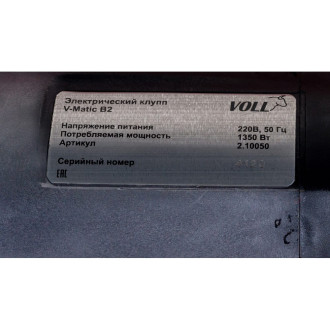 Электрический клупп
V-Matic B2
VOLL
Напряжение питания 220В, 50 Гц
Потребляемая мощность 1350 Вт
Артикул 2.10050
Серийный номер
EAC